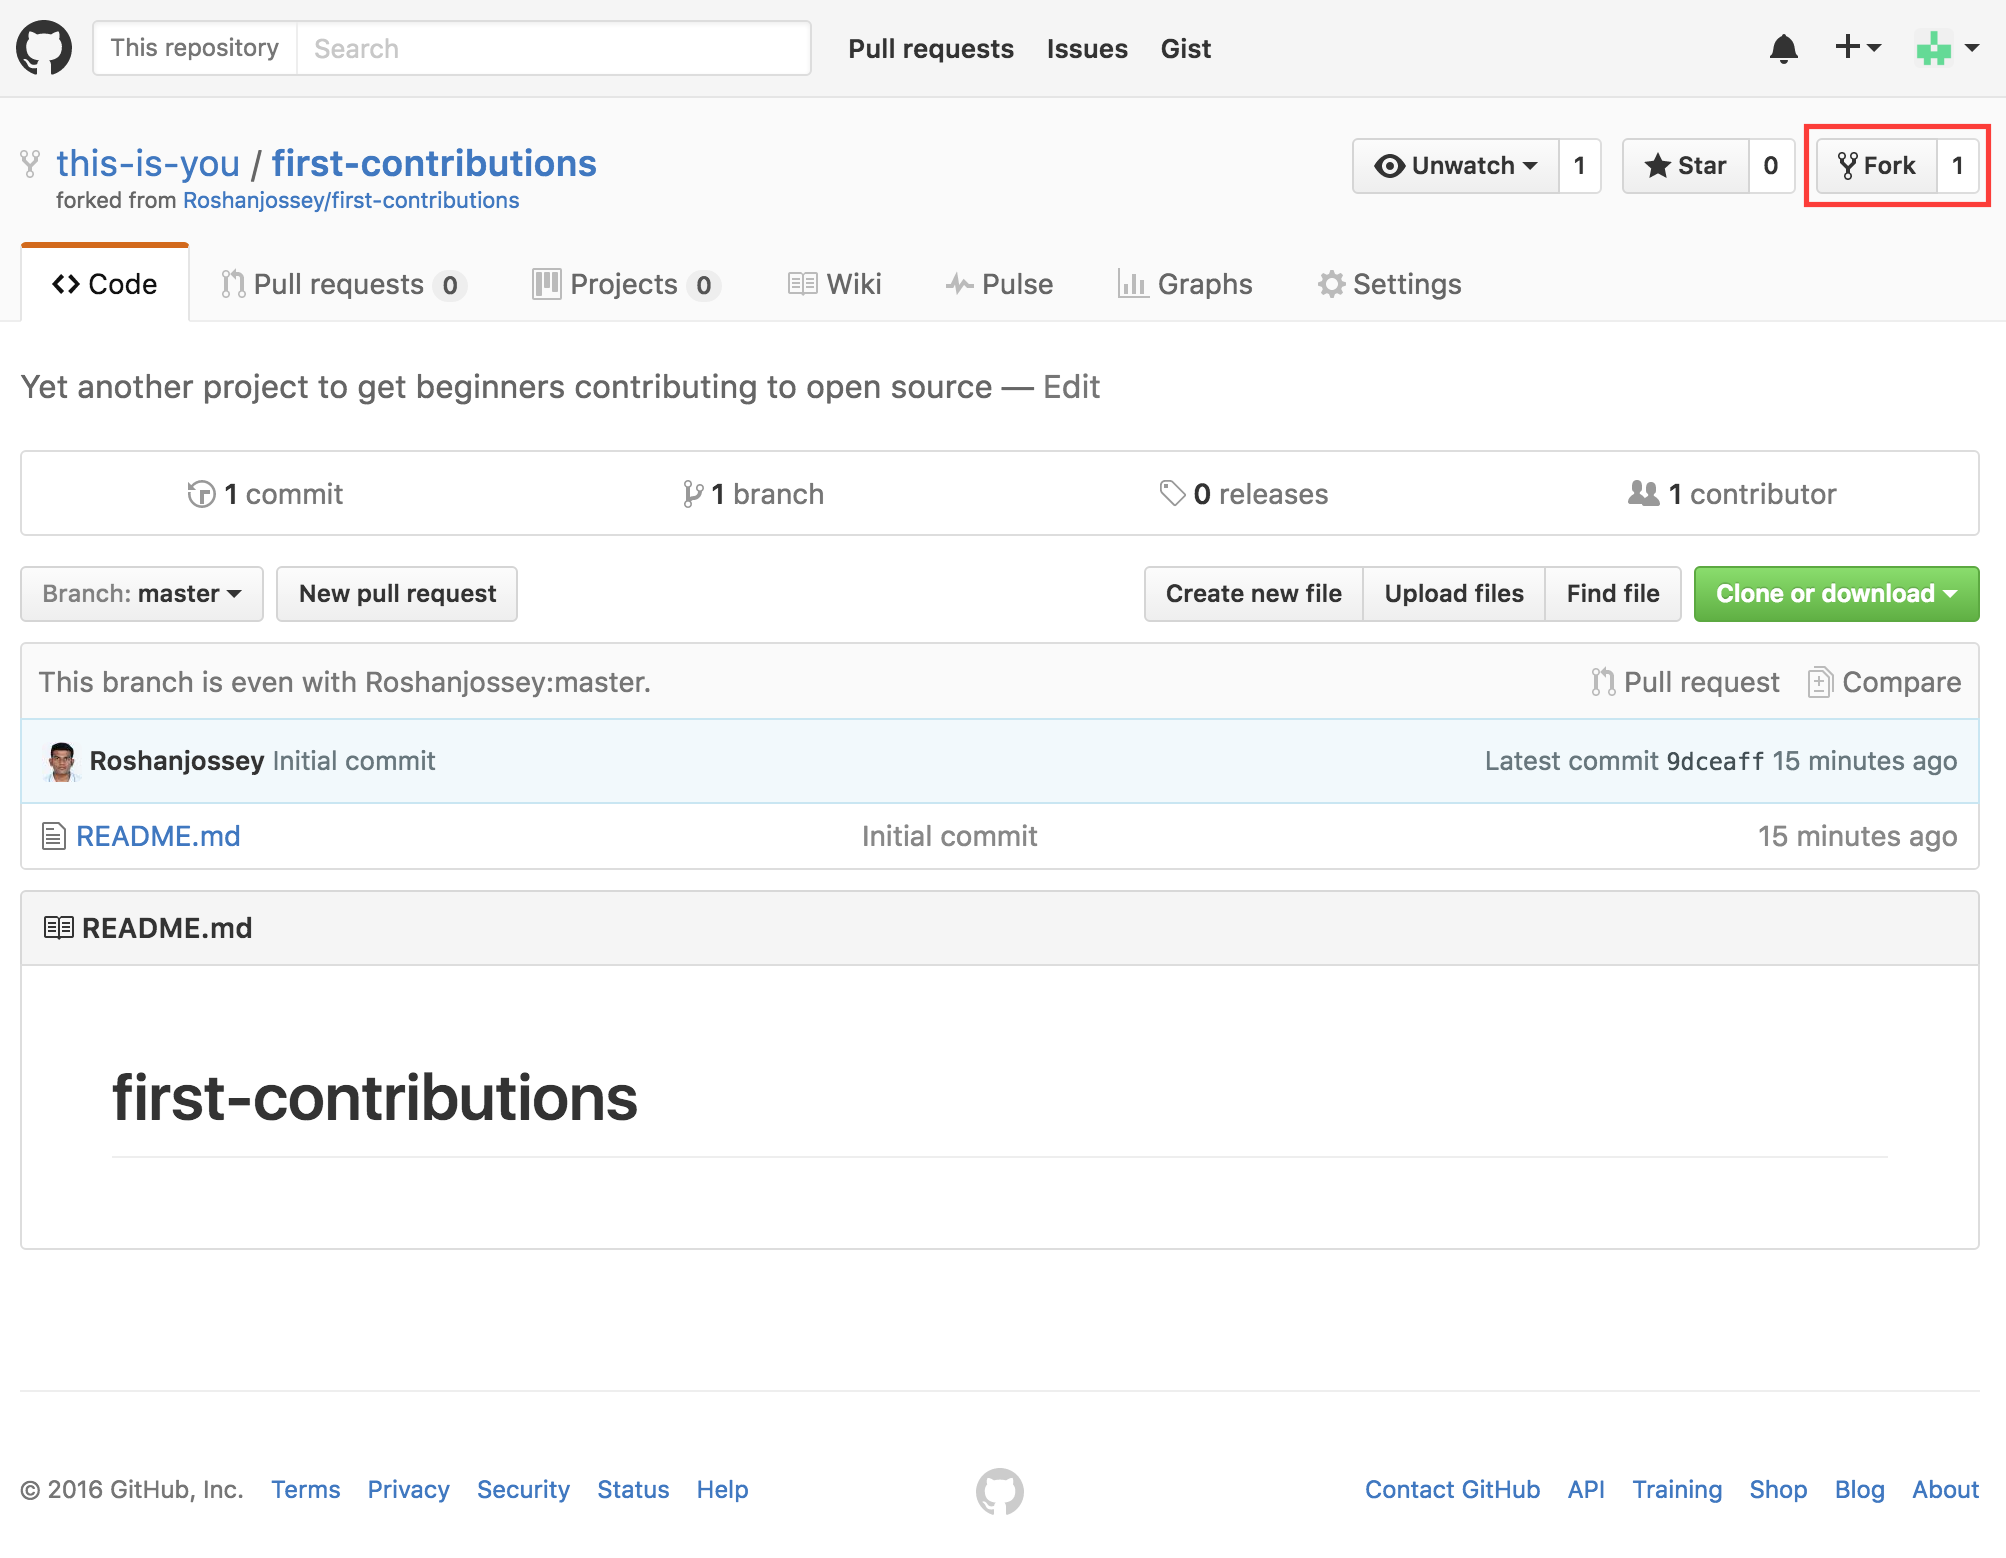 This repository Search Pull requests Issues Gist
this-is-you / first-contributions Unwatch 1 Star 0 Fork 1
forked from Roshanjossey/first-contributions
Code Pull requests 0 Projects 0 Wiki Pulse Graphs Settings
Yet another project to get beginners contributing to open source — Edit
1 commit 1 branch 0 releases 1 contributor
Branch: master New pull request Create new file Upload files Find file Clone or download
This branch is even with Roshanjossey:master. Pull request Compare
Roshanjossey Initial commit Latest commit 9dceaff 15 minutes ago
README.md Initial commit 15 minutes ago
README.md
first-contributions
© 2016 GitHub, Inc. Terms Privacy Security Status Help Contact GitHub API Training Shop Blog About